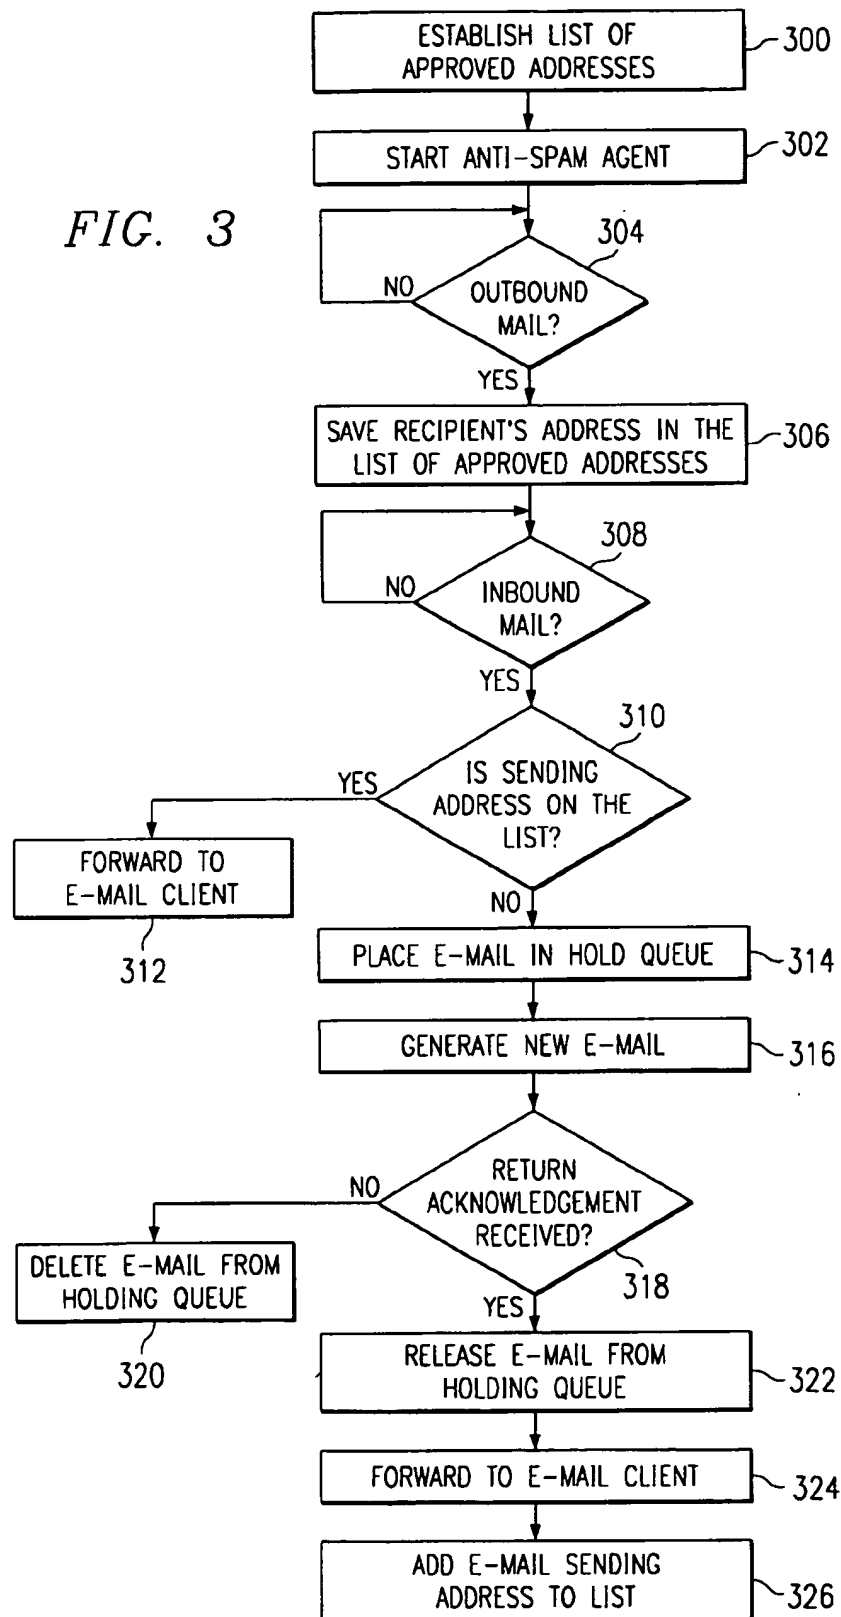 ESTABLISH LIST OF
APPROVED ADDRESSES
300
START ANTI-SPAM AGENT
302
FIG. 3
304
NO
OUTBOUND
MAIL?
YES
SAVE RECIPIENT'S ADDRESS IN THE
LIST OF APPROVED ADDRESSES
306
308
NO
INBOUND
MAIL?
YES
310
YES
IS SENDING
ADDRESS ON THE
LIST?
FORWARD TO
E-MAIL CLIENT
312
NO
PLACE E-MAIL IN HOLD QUEUE
314
GENERATE NEW E-MAIL
316
NO
RETURN
ACKNOWLEDGEMENT
RECEIVED?
318
DELETE E-MAIL FROM
HOLDING QUEUE
320
YES
RELEASE E-MAIL FROM
HOLDING QUEUE
322
FORWARD TO E-MAIL CLIENT
324
ADD E-MAIL SENDING
ADDRESS TO LIST
326